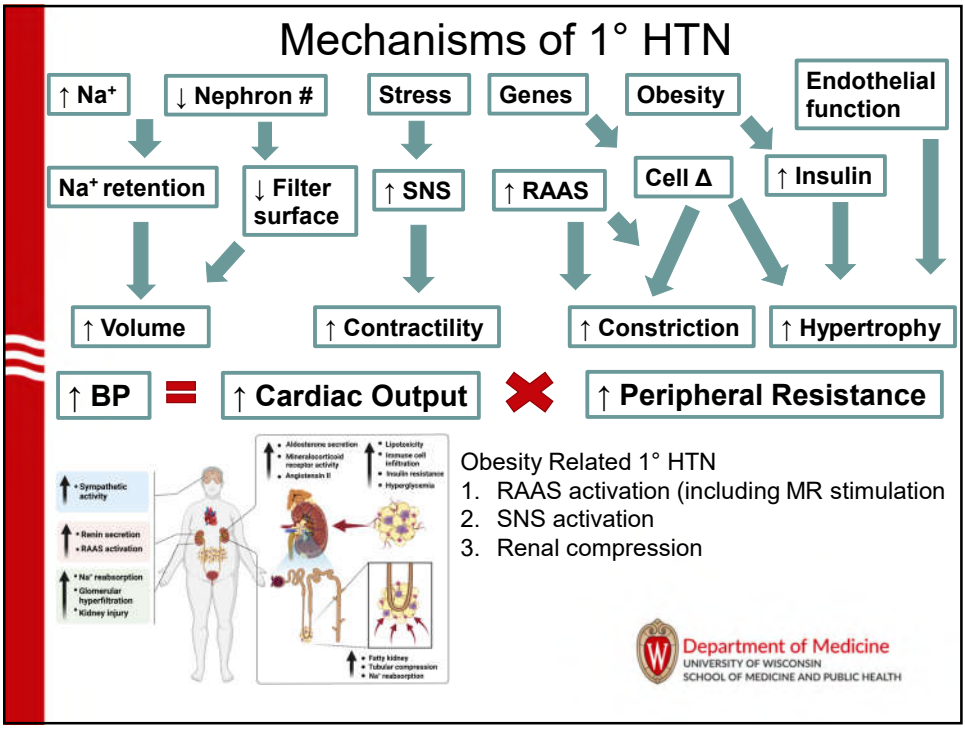 Mechanisms of 1° HTN
↑ Na⁺
↓ Nephron #
Stress
Genes
Obesity
Endothelial
function
Na⁺ retention
↓ Filter
surface
↑ SNS
↑ RAAS
Cell Δ
↑ Insulin
↑ Volume
↑ Contractility
↑ Constriction
↑ Hypertrophy
↑ BP
=
↑ Cardiac Output
✖
↑ Peripheral Resistance
• Sympathetic
activity
• Renin secretion
• RAAS activation
• Na⁺ reabsorption
• Glomerular
hyperfiltration
• Kidney injury
• Aldosterone secretion
• Mineralocorticoid
receptor activity
• Angiotensin II
• Lipotoxicity
• Immune cell
infiltration
• Insulin resistance
• Hyperglycemia
• Fatty kidney
• Tubular compression
• Na⁺ reabsorption
Obesity Related 1° HTN
1. RAAS activation (including MR stimulation
2. SNS activation
3. Renal compression
W
Department of Medicine
UNIVERSITY OF WISCONSIN
SCHOOL OF MEDICINE AND PUBLIC HEALTH